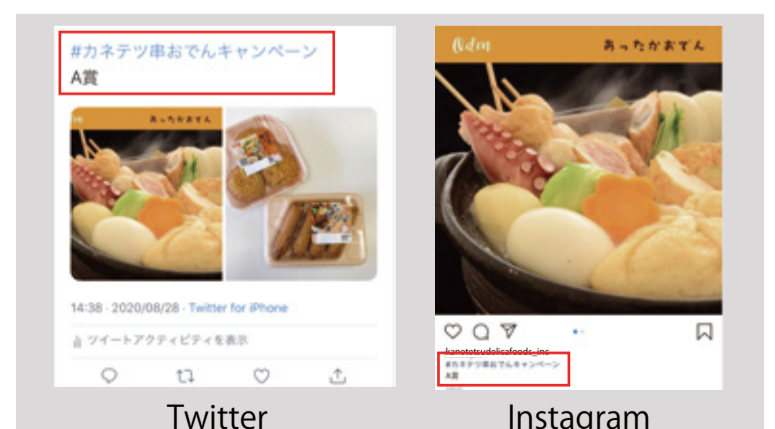 #カネテツ串おでんキャンペーン
A賞
あったかおでん
14:38 · 2020/08/28 · Twitter for iPhone
ツイートアクティビティを表示
Twitter
Oden
あったかおでん
kanetetsudelicafoods_inc
#カネテツ串おでんキャンペーン
A賞
Instagram